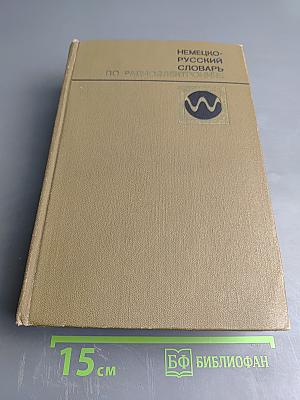 НЕМЕЦКО-
РУССКИЙ
СЛОВАРЬ
ПО РАДИОЭЛЕКТРОНИКЕ
15 см
БФ БИБЛИОФАН